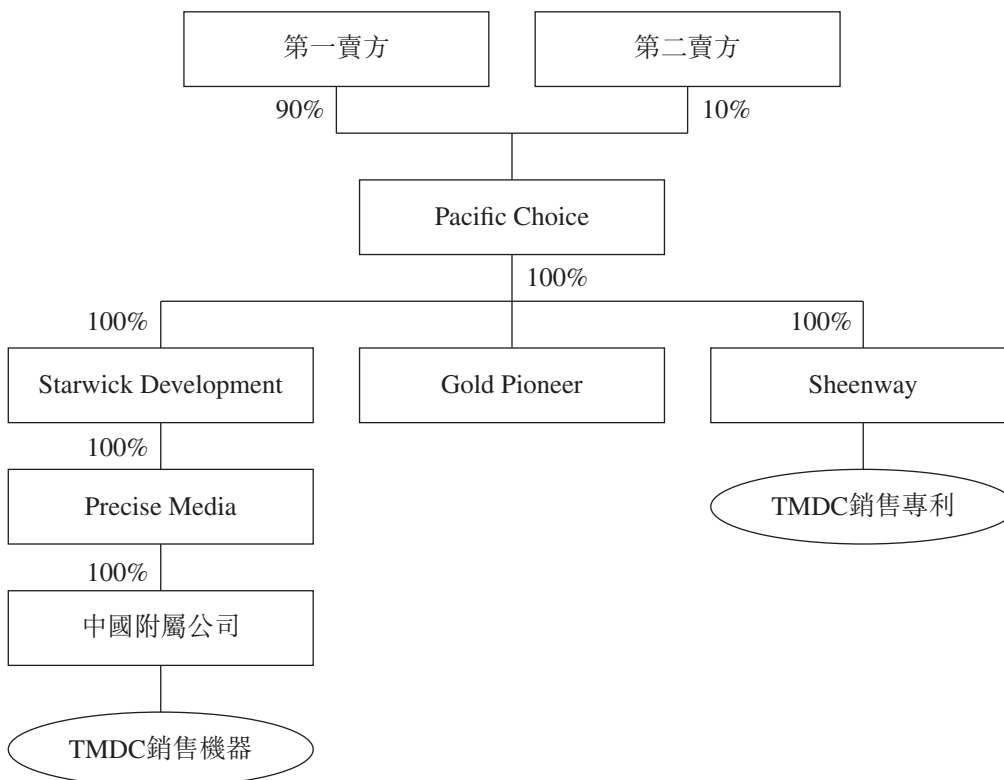 第一賣方
第二賣方
90%
10%
Pacific Choice
100%
100%
100%
Starwick Development
Gold Pioneer
Sheenway
100%
Precise Media
TMDC銷售專利
100%
中國附屬公司
TMDC銷售機器